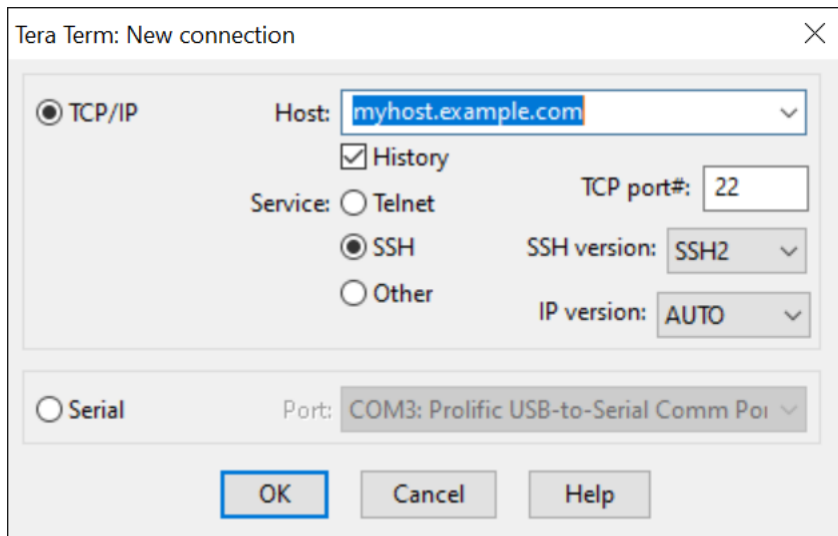 Tera Term: New connection
TCP/IP
Host: myhost.example.com
History
Service: Telnet
TCP port#: 22
SSH
SSH version: SSH2
Other
IP version: AUTO
Serial
Port: COM3: Prolific USB-to-Serial Comm Por
OK Cancel Help